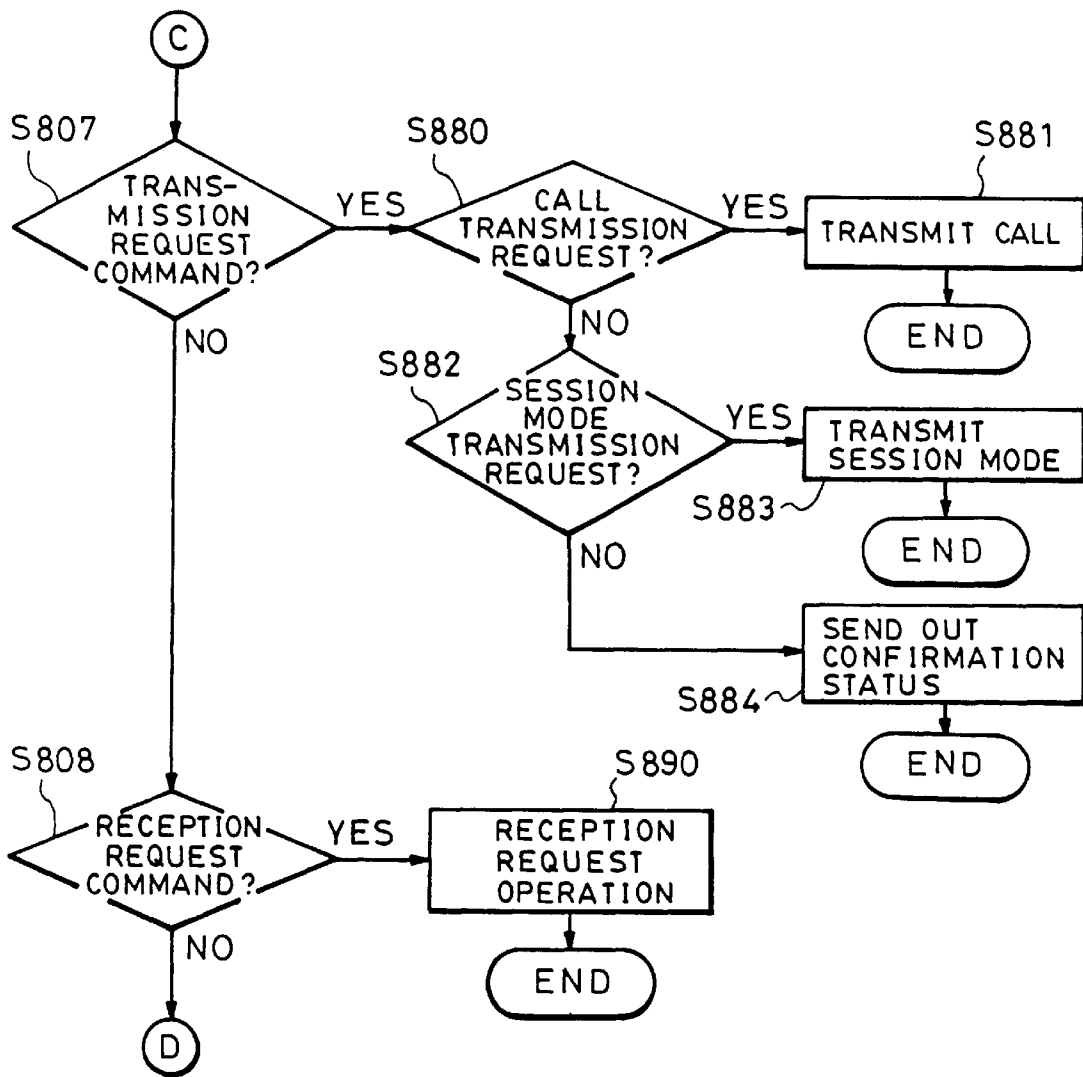 C
S807
TRANS-
MISSION
REQUEST
COMMAND?
YES
NO
S880
CALL
TRANSMISSION
REQUEST?
YES
NO
S881
TRANSMIT CALL
END
S882
SESSION
MODE
TRANSMISSION
REQUEST?
YES
NO
TRANSMIT
SESSION MODE
S883
END
SEND OUT
CONFIRMATION
STATUS
S884
END
S808
RECEPTION
REQUEST
COMMAND?
YES
NO
S890
RECEPTION
REQUEST
OPERATION
END
D